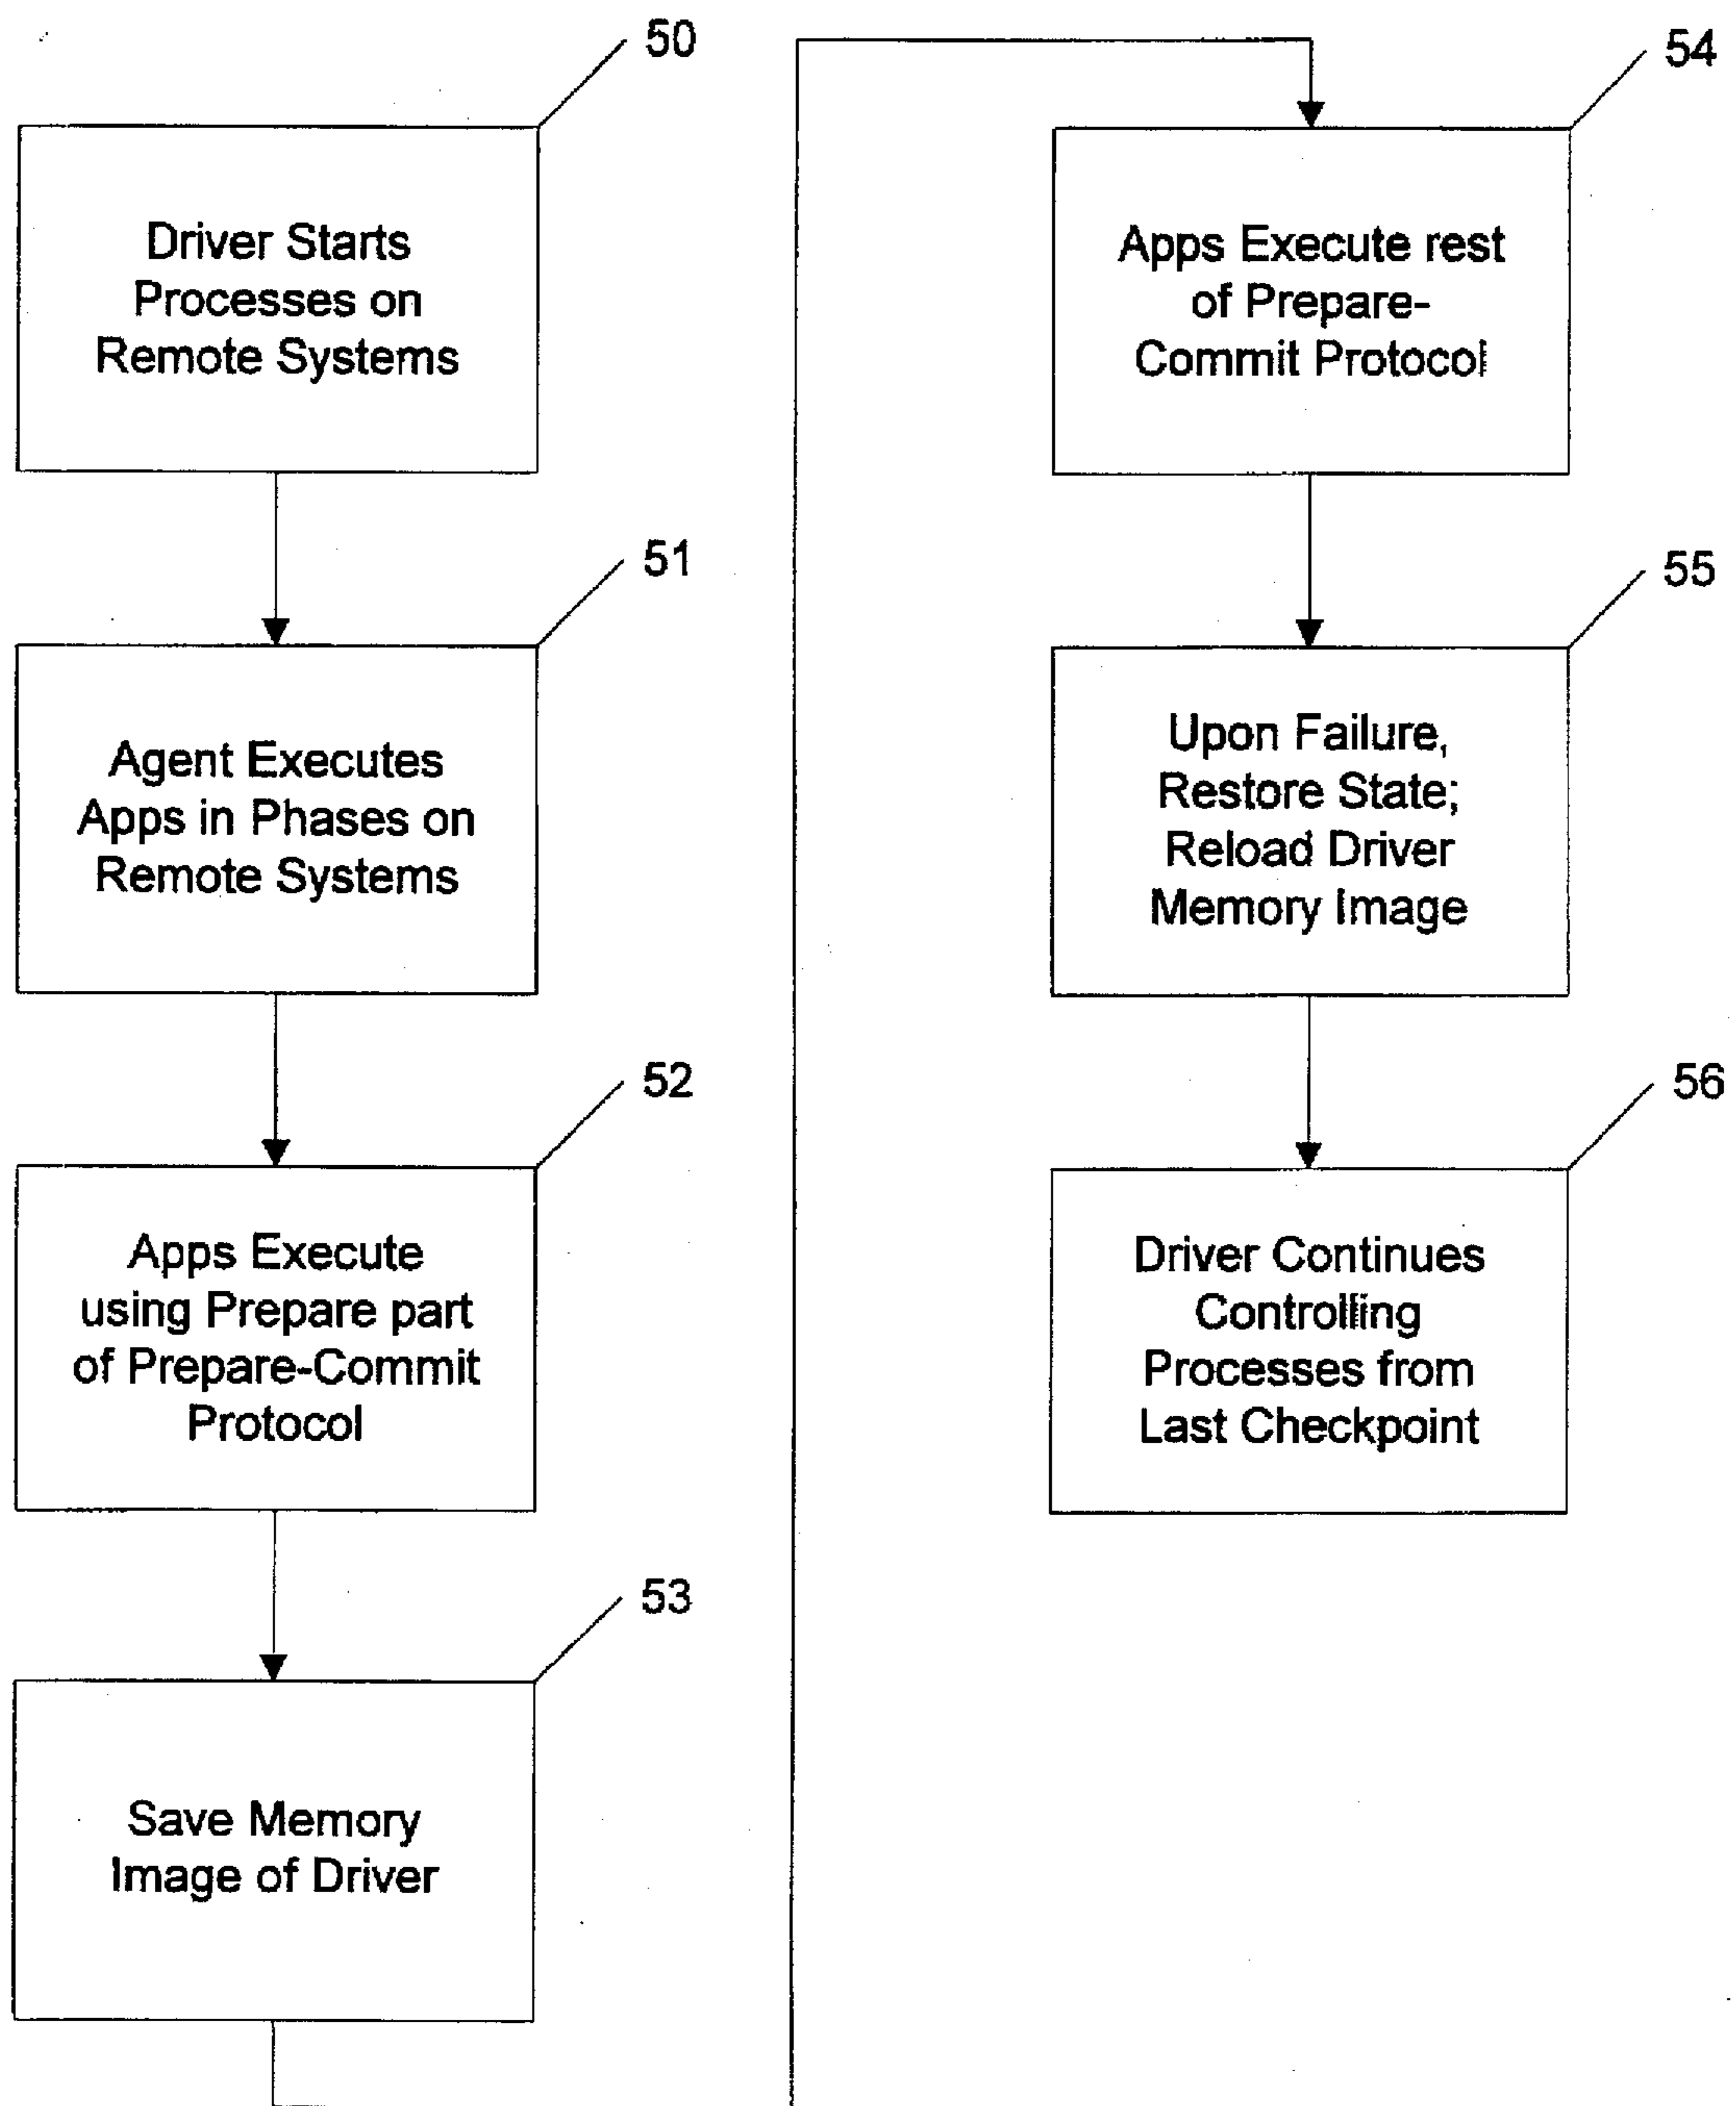 50
Driver Starts
Processes on
Remote Systems
51
Agent Executes
Apps in Phases on
Remote Systems
52
Apps Execute
using Prepare part
of Prepare-Commit
Protocol
53
Save Memory
Image of Driver
54
Apps Execute rest
of Prepare-
Commit Protocol
55
Upon Failure,
Restore State;
Reload Driver
Memory Image
56
Driver Continues
Controlling
Processes from
Last Checkpoint